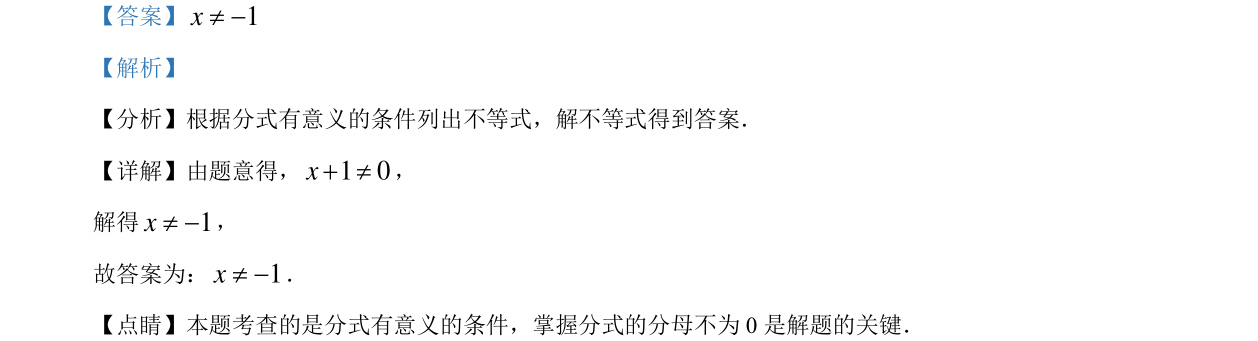 【答案】x ≠ −1
【解析】
【分析】根据分式有意义的条件列出不等式，解不等式得到答案．
【详解】由题意得，x+1≠0，
解得 x ≠ −1，
故答案为：x ≠ −1．
【点睛】本题考查的是分式有意义的条件，掌握分式的分母不为 0 是解题的关键．